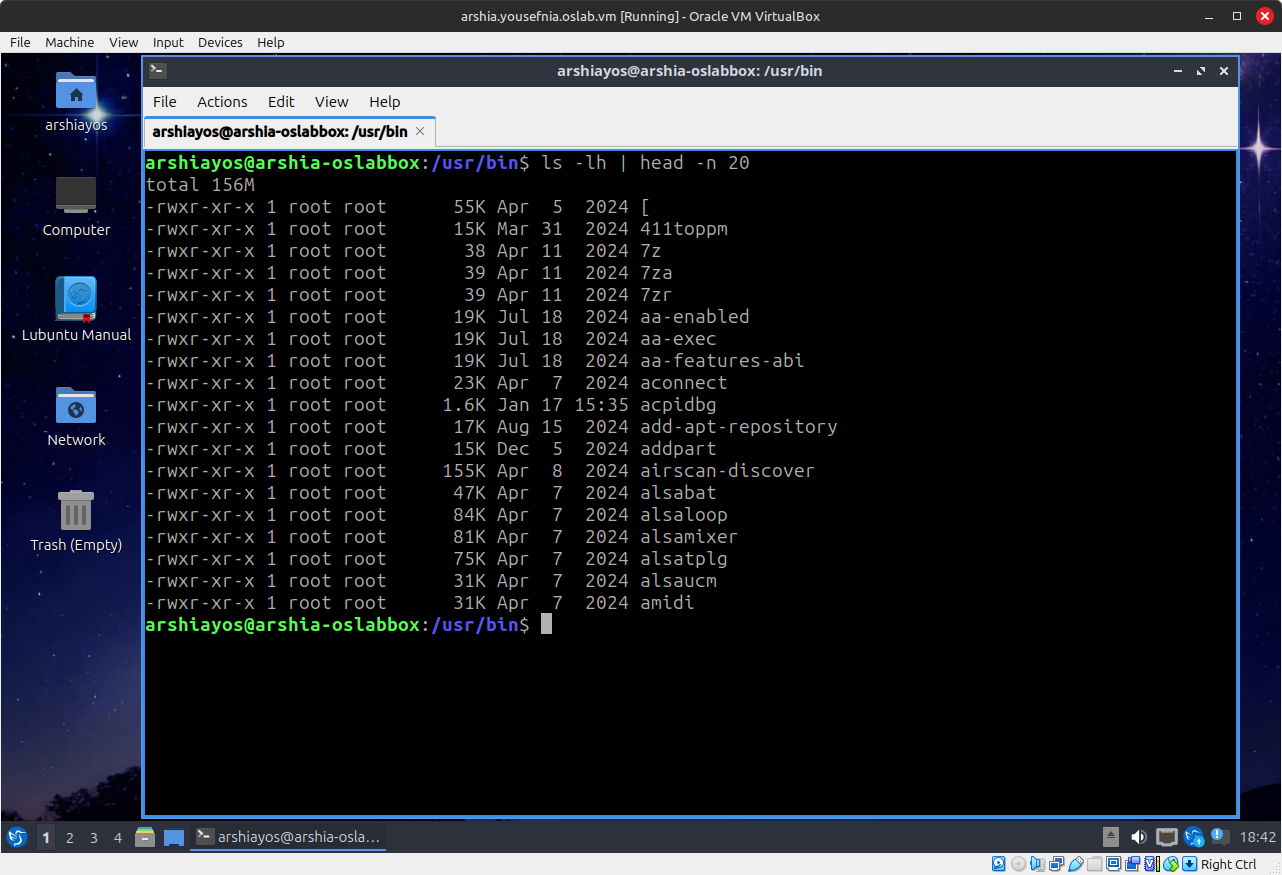 arshia.yousefnia.oslab.vm [Running] - Oracle VM VirtualBox
File Machine View Input Devices Help
arshiayos@arshia-oslabbox: /usr/bin
File Actions Edit View Help
arshiayos@arshia-oslabbox: /usr/bin
arshiayos@arshia-oslabbox:/usr/bin$ ls -lh | head -n 20
total 156M
-rwxr-xr-x 1 root root      55K Apr  5  2024 [
-rwxr-xr-x 1 root root      15K Mar 31  2024 411toppm
-rwxr-xr-x 1 root root       38 Apr 11  2024 7z
-rwxr-xr-x 1 root root       39 Apr 11  2024 7za
-rwxr-xr-x 1 root root       39 Apr 11  2024 7zr
-rwxr-xr-x 1 root root      19K Jul 18  2024 aa-enabled
-rwxr-xr-x 1 root root      19K Jul 18  2024 aa-exec
-rwxr-xr-x 1 root root      19K Jul 18  2024 aa-features-abi
-rwxr-xr-x 1 root root      23K Apr  7  2024 aconnect
-rwxr-xr-x 1 root root     1.6K Jan 17 15:35 acpidbg
-rwxr-xr-x 1 root root      17K Aug 15  2024 add-apt-repository
-rwxr-xr-x 1 root root      15K Dec  5  2024 addpart
-rwxr-xr-x 1 root root     155K Apr  8  2024 airscan-discover
-rwxr-xr-x 1 root root      47K Apr  7  2024 alsabat
-rwxr-xr-x 1 root root      84K Apr  7  2024 alsaloop
-rwxr-xr-x 1 root root      81K Apr  7  2024 alsamixer
-rwxr-xr-x 1 root root      75K Apr  7  2024 alsatplg
-rwxr-xr-x 1 root root      31K Apr  7  2024 alsaucm
-rwxr-xr-x 1 root root      31K Apr  7  2024 amidi
arshiayos@arshia-oslabbox:/usr/bin$
arshiayos
Computer
Lubuntu Manual
Network
Trash (Empty)
1 2 3 4 arshiayos@arshia-osla... 18:42
Right Ctrl